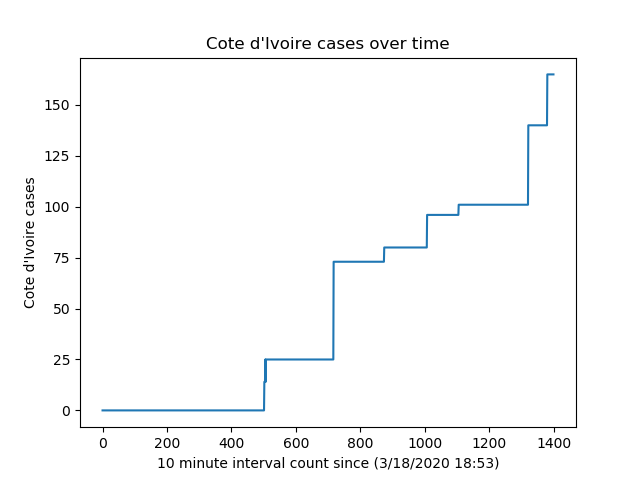 Cote d'Ivoire cases over time
Cote d'Ivoire cases
150
125
100
75
50
25
0
0 200 400 600 800 1000 1200 1400
10 minute interval count since (3/18/2020 18:53)